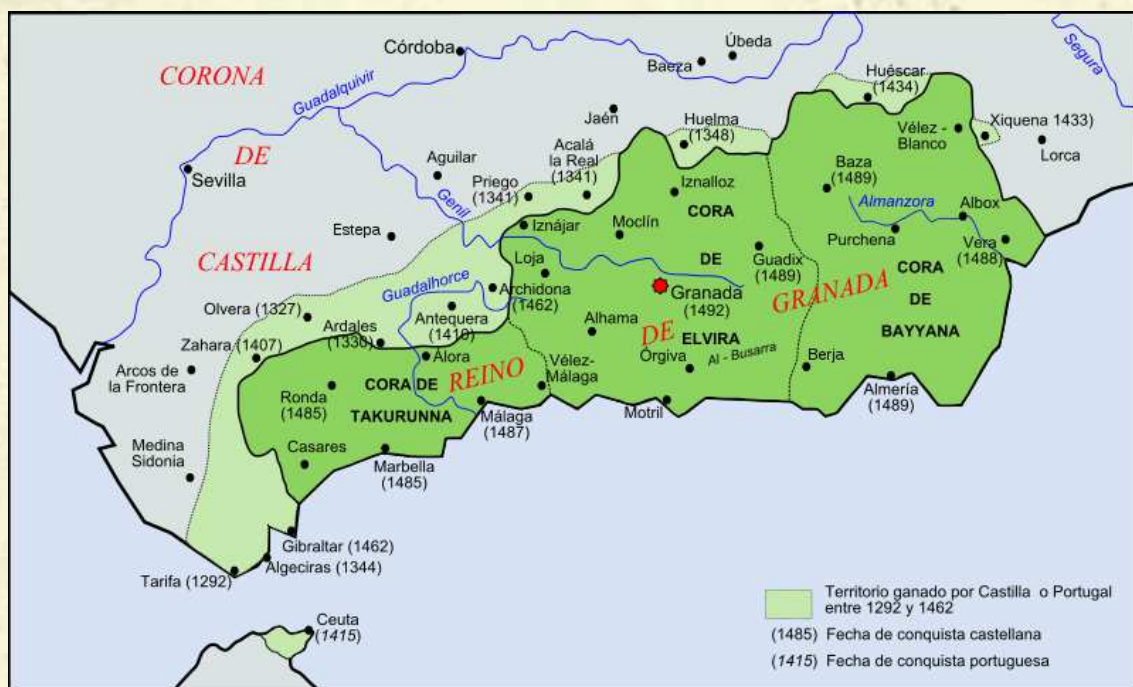 CORONA
DE
CASTILLA
REINO
DE
GRANADA
Córdoba
Úbeda
Baeza
Guadalquivir
Segura
Huéscar
(1434)
Jaén
Huelma
(1348)
Vélez -
Blanco
Xiquena 1433)
Lorca
Sevilla
Aguilar
Acalá
la Real
(1341)
Priego
(1341)
Genil
Iznalloz
Baza
(1489)
Almanzora
Albox
Estepa
Iznájar
Moclín
CORA
DE
ELVIRA
Purchena
Vera
(1488)
Loja
Guadix
(1489)
CORA
DE
BAYYANA
Guadalhorce
Archidona
(1462)
Granada
(1492)
Olvera (1327)
Ardales
(1330)
Antequera
(1410)
Alhama
Zahara (1407)
Álora
Vélez-
Málaga
Órgiva
Al - Busarra
Berja
Arcos de
la Frontera
CORA DE
TAKURUNNA
Ronda
(1485)
Málaga
(1487)
Motril
Almería
(1489)
Medina
Sidonia
Casares
Marbella
(1485)
Gibraltar (1462)
Algeciras (1344)
Tarifa (1292)
Ceuta
(1415)
Territorio ganado por Castilla o Portugal
entre 1292 y 1462
(1485) Fecha de conquista castellana
(1415) Fecha de conquista portuguesa